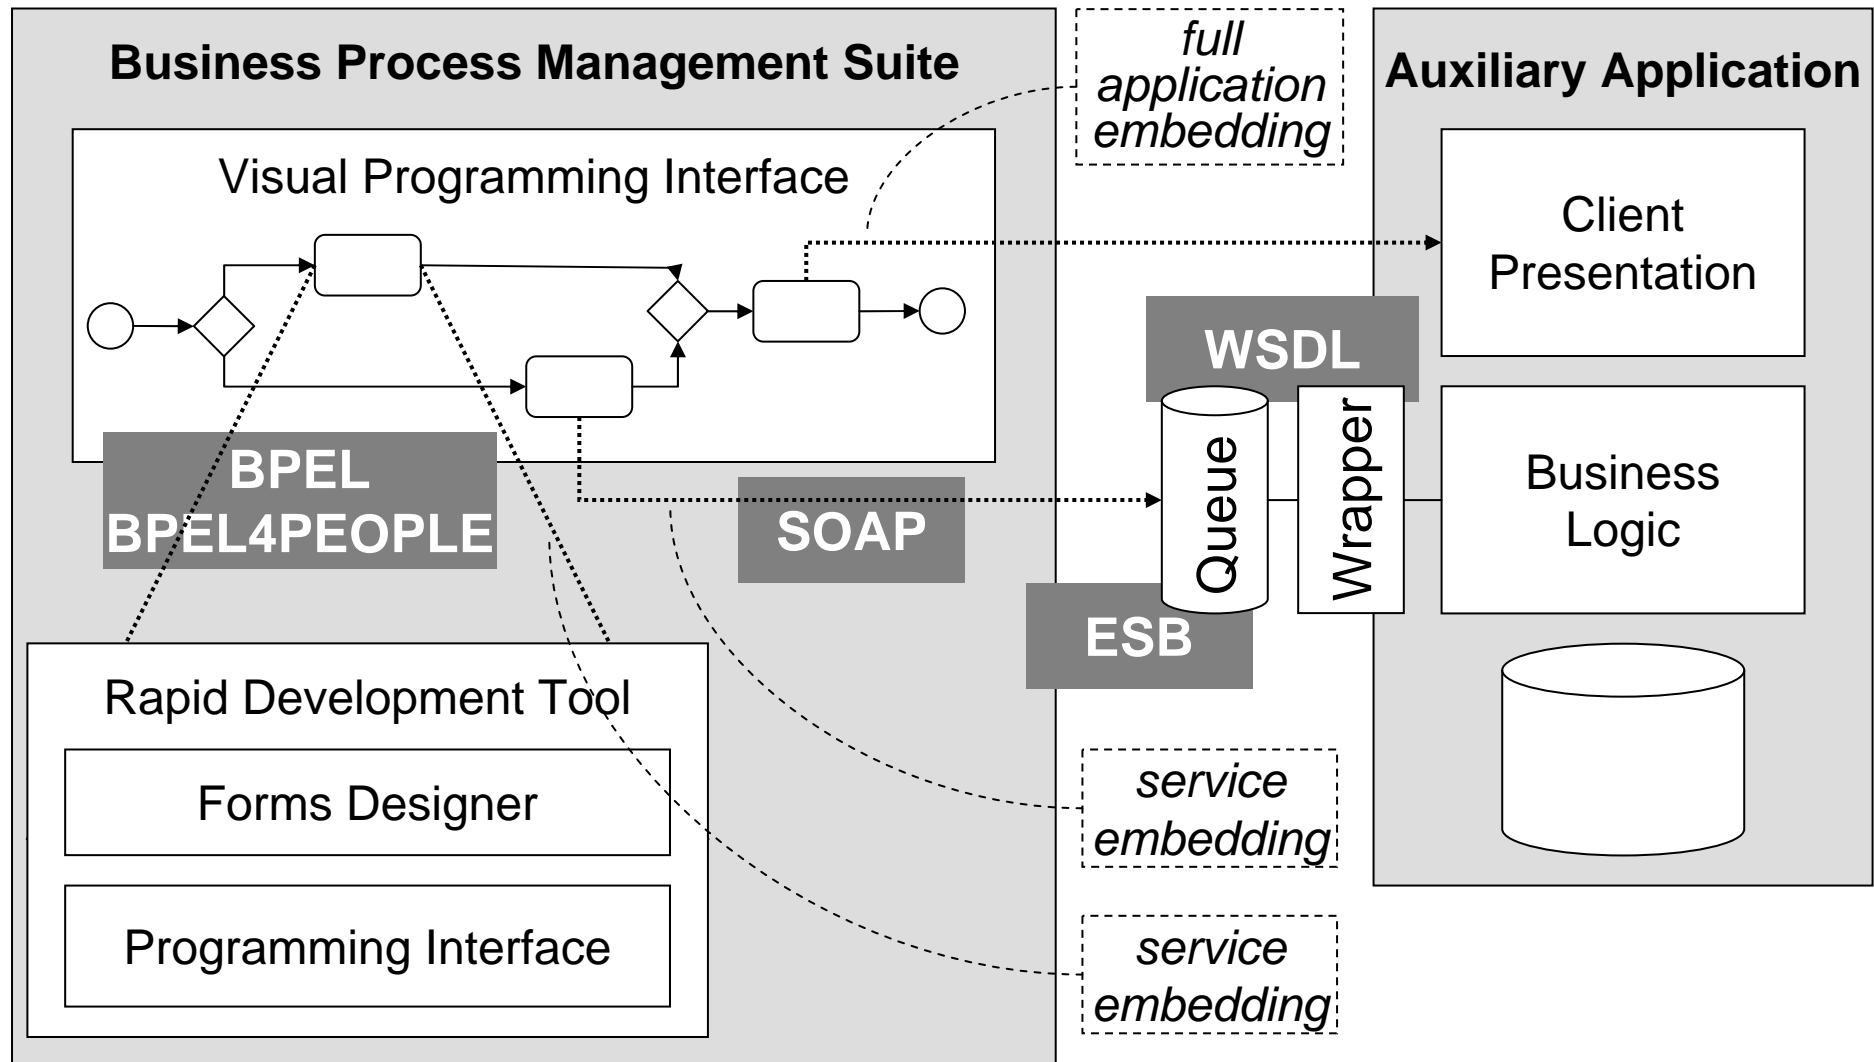 Business Process Management Suite
full
application
embedding
Auxiliary Application
Visual Programming Interface
Client
Presentation
WSDL
BPEL
BPEL4PEOPLE
SOAP
Queue
Wrapper
Business
Logic
ESB
Rapid Development Tool
Forms Designer
Programming Interface
service
embedding
service
embedding